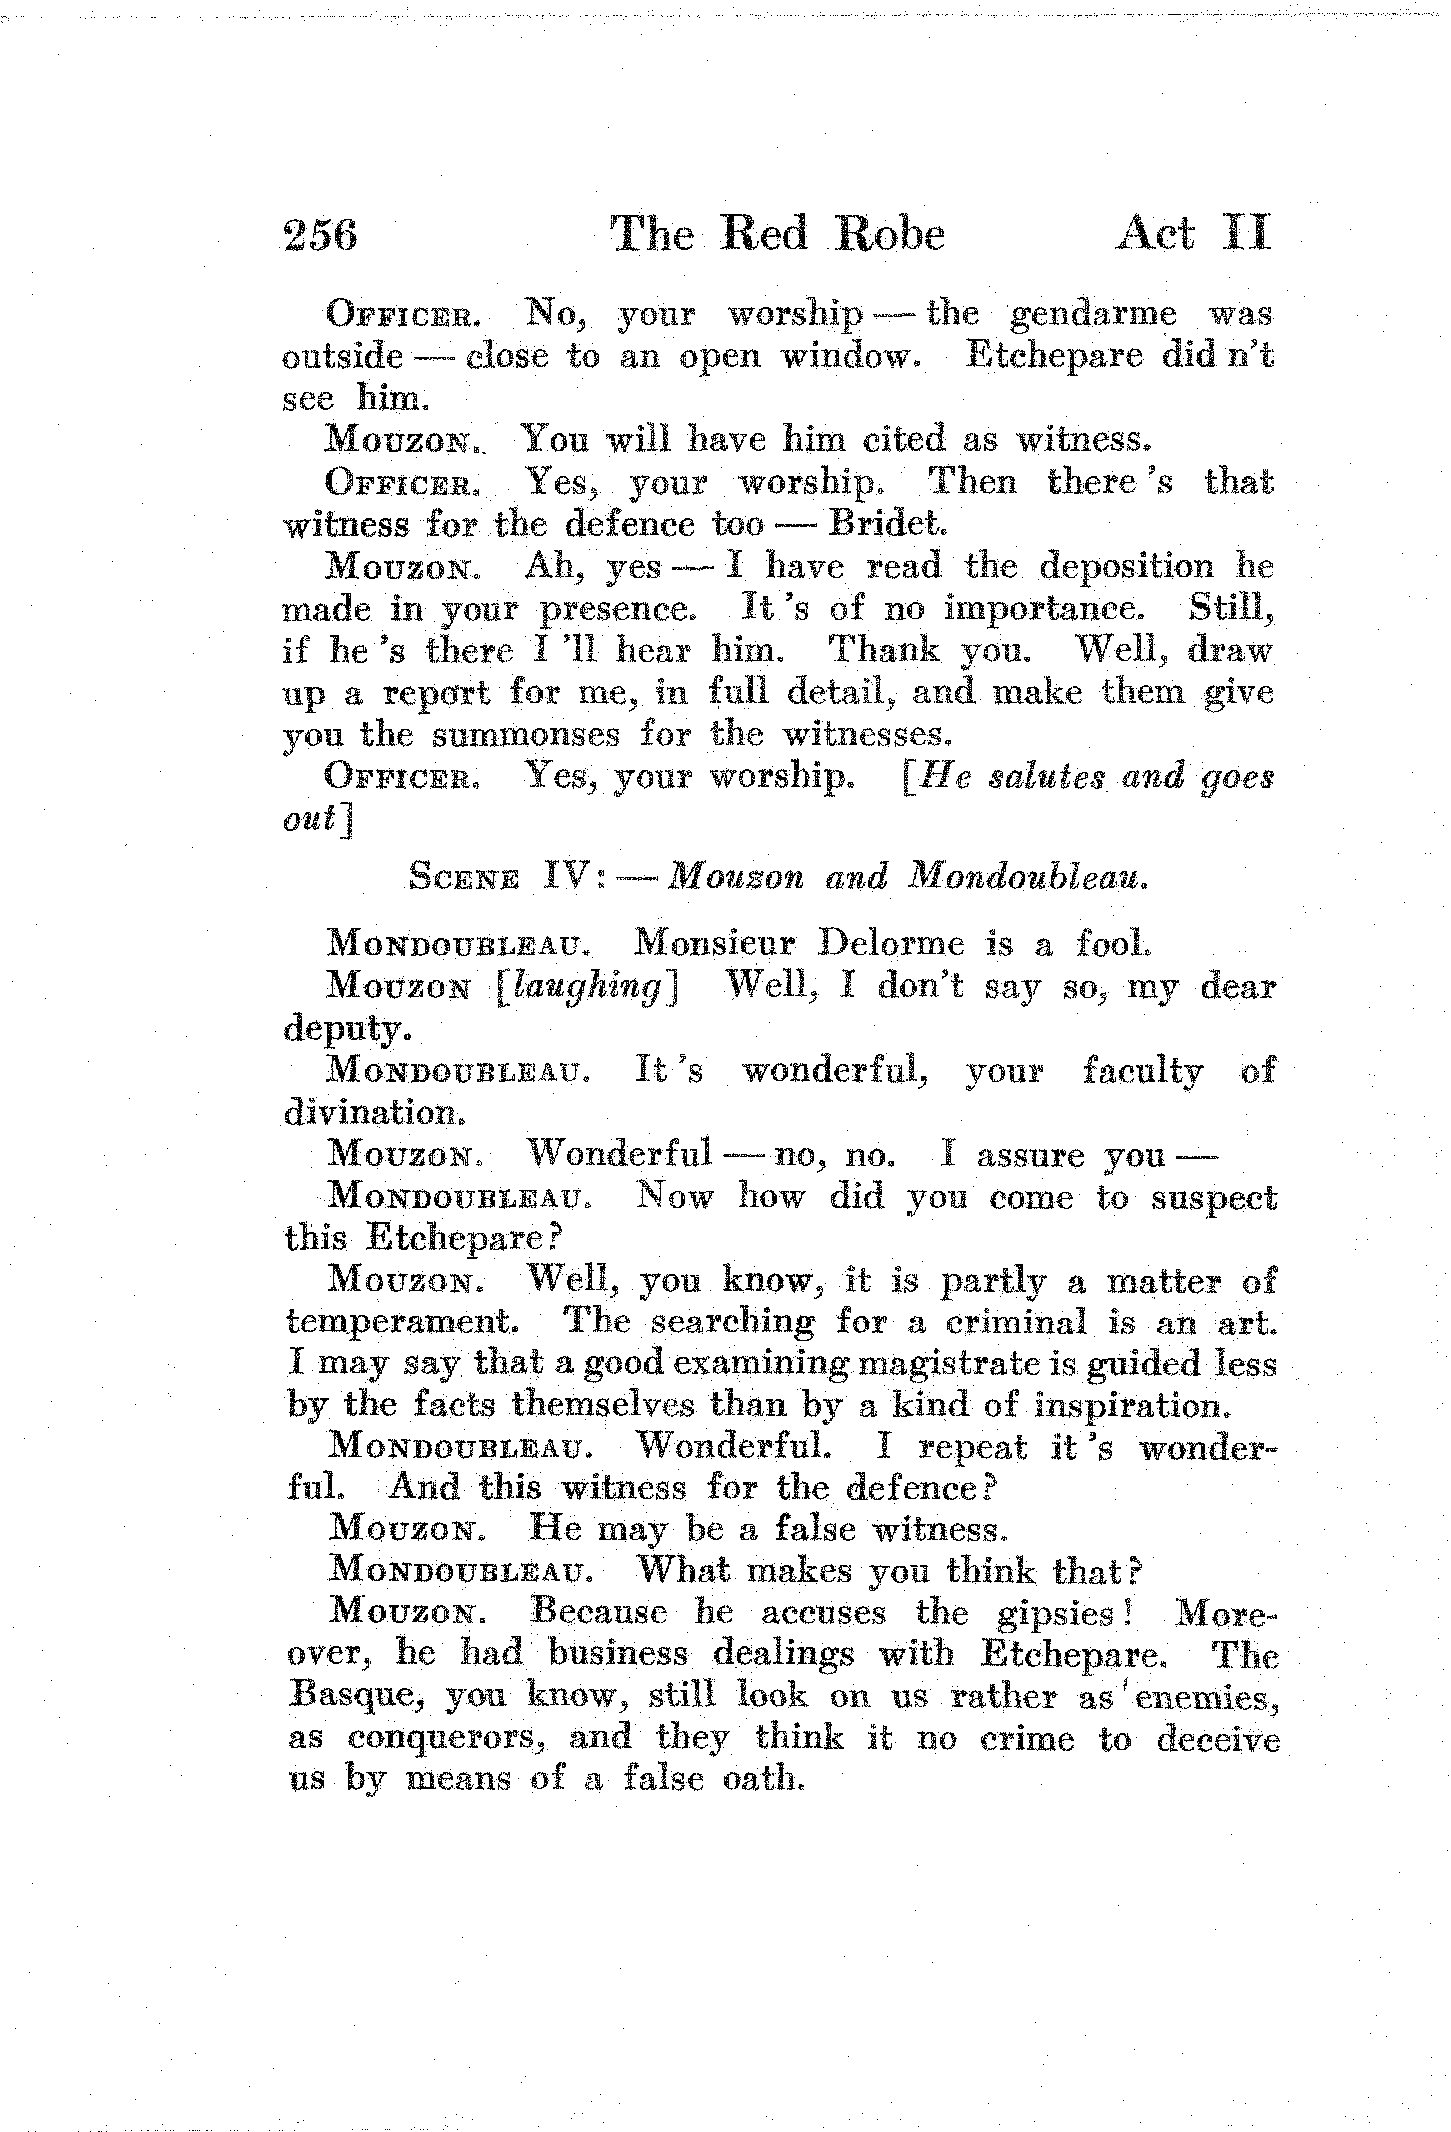 256 The Red Robe Act II
OFFICER. No, your worship — the gendarme was
outside — close to an open window. Etchepare did n't
see him.
MOUZON. You will have him cited as witness.
OFFICER. Yes, your worship. Then there 's that
witness for the defence too — Bridet.
MOUZON. Ah, yes — I have read the deposition he
made in your presence. It 's of no importance. Still,
if he 's there I 'll hear him. Thank you. Well, draw
up a report for me, in full detail, and make them give
you the summonses for the witnesses.
OFFICER. Yes, your worship. [He salutes and goes
out]
SCENE IV: — Mouzon and Mondoubleau.
MONDOUBLEAU. Monsieur Delorme is a fool.
MOUZON [laughing] Well, I don't say so, my dear
deputy.
MONDOUBLEAU. It 's wonderful, your faculty of
divination.
MOUZON. Wonderful — no, no. I assure you —
MONDOUBLEAU. Now how did you come to suspect
this Etchepare?
MOUZON. Well, you know, it is partly a matter of
temperament. The searching for a criminal is an art.
I may say that a good examining magistrate is guided less
by the facts themselves than by a kind of inspiration.
MONDOUBLEAU. Wonderful. I repeat it 's wonder-
ful. And this witness for the defence?
MOUZON. He may be a false witness.
MONDOUBLEAU. What makes you think that?
MOUZON. Because he accuses the gipsies! More-
over, he had business dealings with Etchepare. The
Basque, you know, still look on us rather as enemies,
as conquerors, and they think it no crime to deceive
us by means of a false oath.